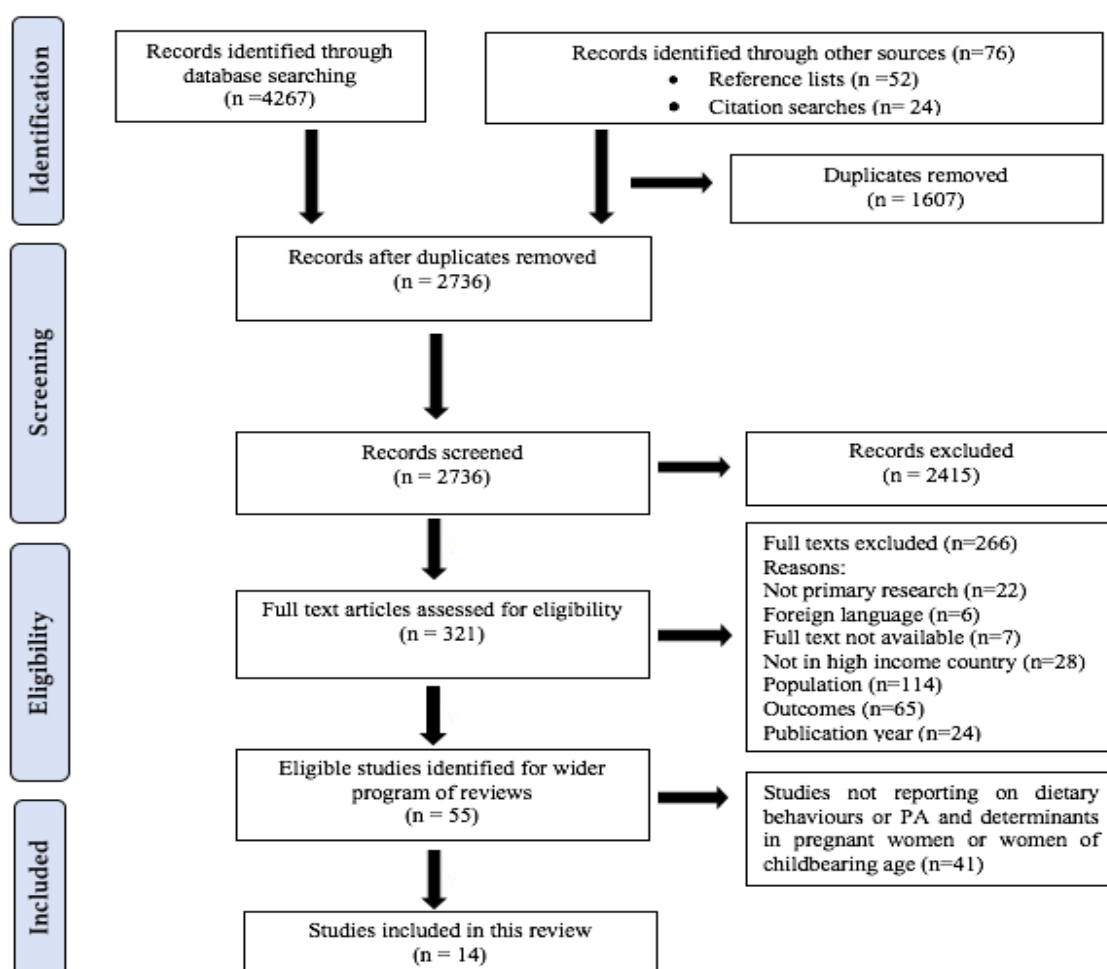 Identification
Records identified through
database searching
(n =4267)
Records identified through other sources (n=76)
• Reference lists (n =52)
• Citation searches (n= 24)
Duplicates removed
(n = 1607)
Screening
Records after duplicates removed
(n = 2736)
Records screened
(n = 2736)
Records excluded
(n = 2415)
Eligibility
Full text articles assessed for eligibility
(n = 321)
Full texts excluded (n=266)
Reasons:
Not primary research (n=22)
Foreign language (n=6)
Full text not available (n=7)
Not in high income country (n=28)
Population (n=114)
Outcomes (n=65)
Publication year (n=24)
Eligible studies identified for wider
program of reviews
(n = 55)
Studies not reporting on dietary
behaviours or PA and determinants
in pregnant women or women of
childbearing age (n=41)
Included
Studies included in this review
(n = 14)